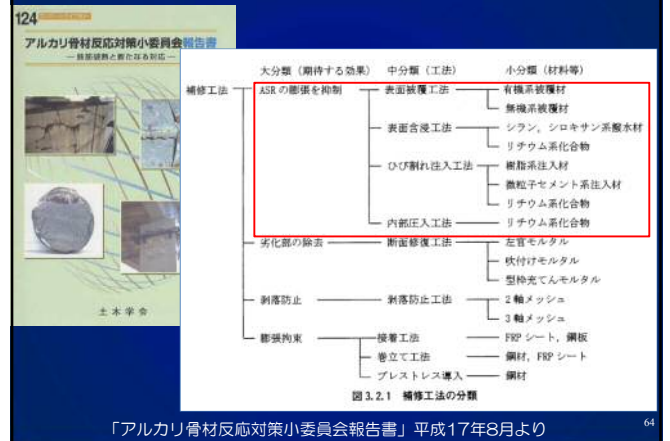 124
アルカリ骨材反応対策小委員会報告書
― 鉄筋破断と新たなる対応 ―
土木学会
大分類（期待する効果） 中分類（工法） 小分類（材料等）
補修工法 ASRの膨張を抑制 表面被覆工法 有機系被覆材
無機系被覆材
表面含浸工法 シラン，シロキサン系撥水材
リチウム系化合物
ひび割れ注入工法 樹脂系注入材
微粒子セメント系注入材
リチウム系化合物
内部圧入工法 リチウム系化合物
劣化部の除去 断面修復工法 左官モルタル
吹付けモルタル
型枠充てんモルタル
剥落防止 剥落防止工法 2軸メッシュ
3軸メッシュ
膨張拘束 接着工法 FRPシート，鋼板
巻立て工法 鋼材，FRPシート
プレストレス導入 鋼材
図3.2.1 補修工法の分類
「アルカリ骨材反応対策小委員会報告書」平成17年8月より
64